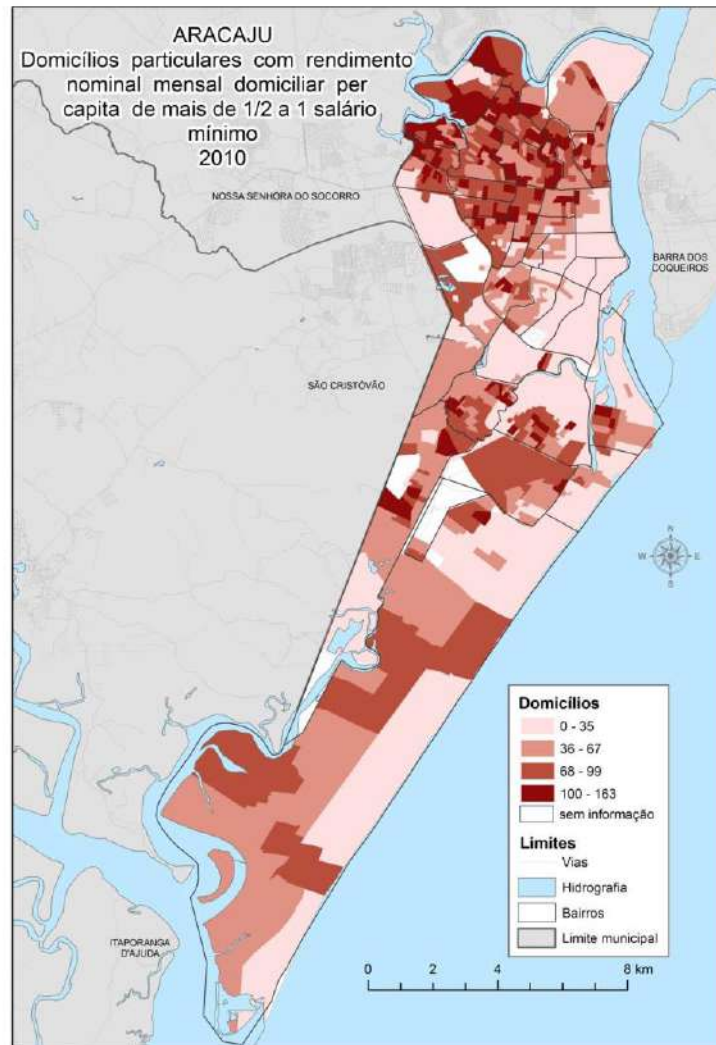 ARACAJU
Domicílios particulares com rendimento
nominal mensal domiciliar per
capita de mais de 1/2 a 1 salário
mínimo
2010
NOSSA SENHORA DO SOCORRO
BARRA DOS
COQUEIROS
SÃO CRISTÓVÃO
N
W
E
S
Domicílios
0 - 35
36 - 67
68 - 99
100 - 163
sem informação
Limites
Vias
Hidrografia
Bairros
Limite municipal
ITAPORANGA
D'AJUDA
0 2 4 8 km